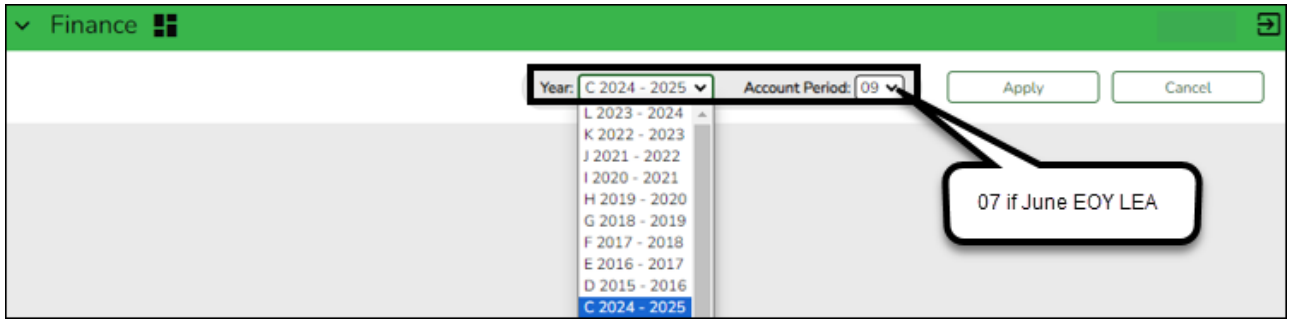 Finance
Year: C 2024 - 2025 Account Period: 09 Apply Cancel
L 2023 - 2024
K 2022 - 2023
J 2021 - 2022
I 2020 - 2021
H 2019 - 2020
G 2018 - 2019
F 2017 - 2018
E 2016 - 2017
D 2015 - 2016
C 2024 - 2025
07 if June EOY LEA